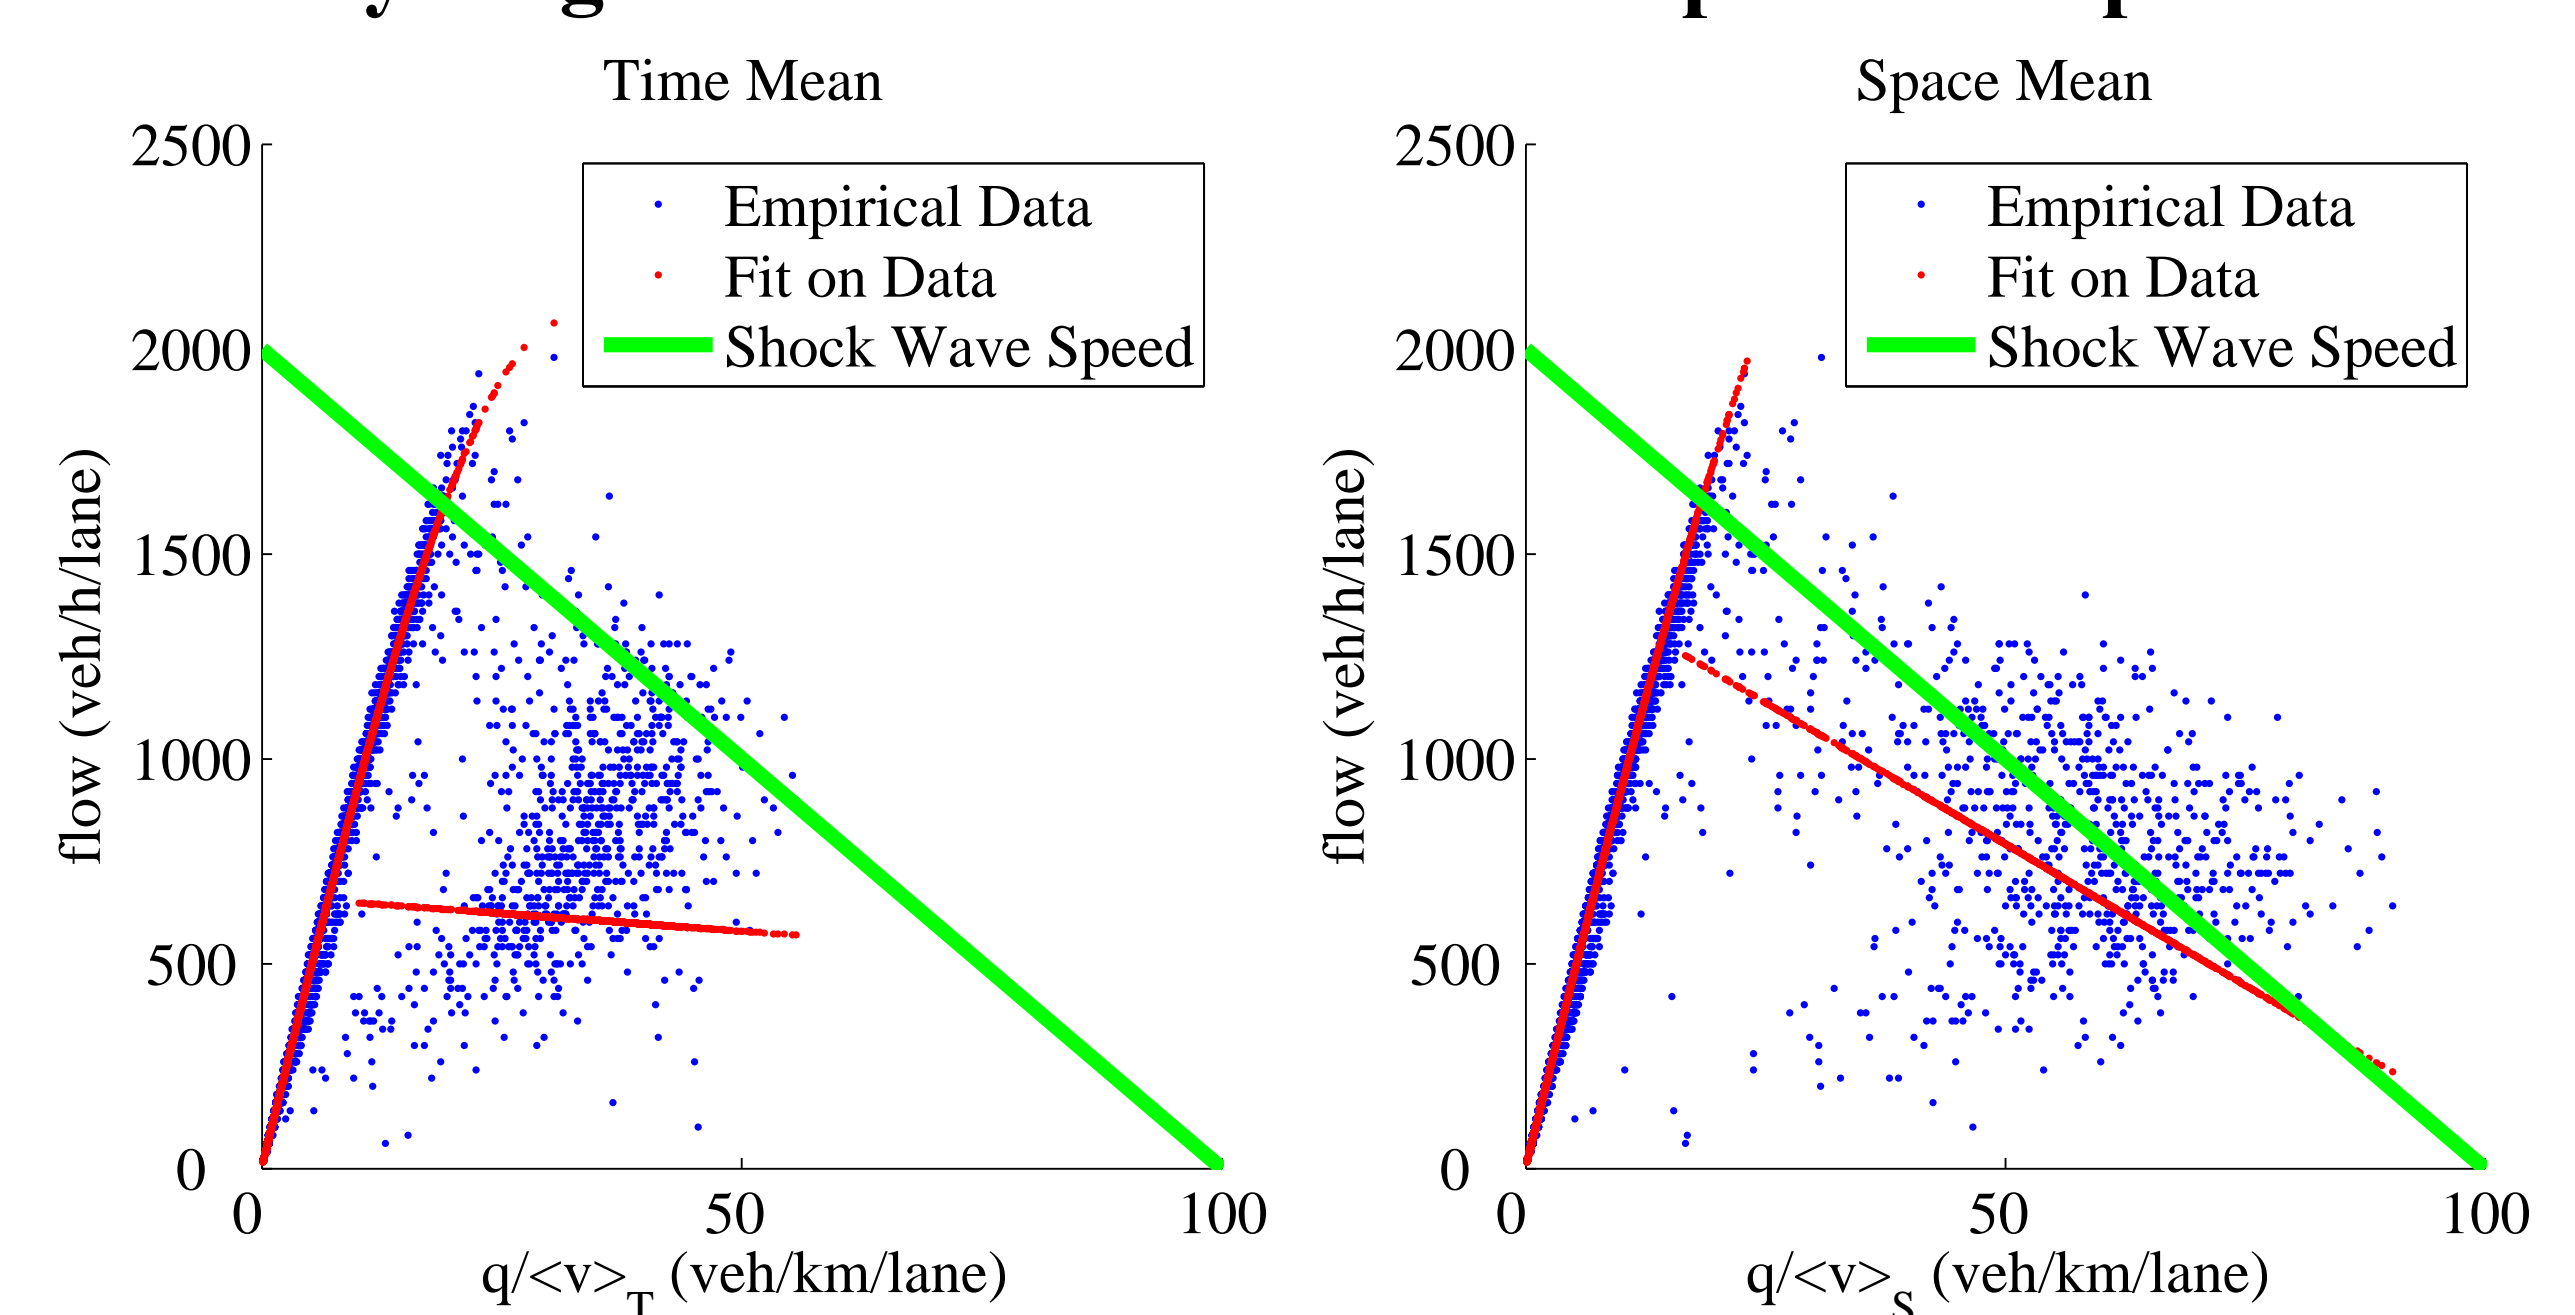 Time Mean
2500
2000
1500
1000
500
0
0 50 100
flow (veh/h/lane)
q/<v>T (veh/km/lane)
Empirical Data
Fit on Data
Shock Wave Speed
Space Mean
2500
2000
1500
1000
500
0
0 50 100
flow (veh/h/lane)
q/<v>S (veh/km/lane)
Empirical Data
Fit on Data
Shock Wave Speed